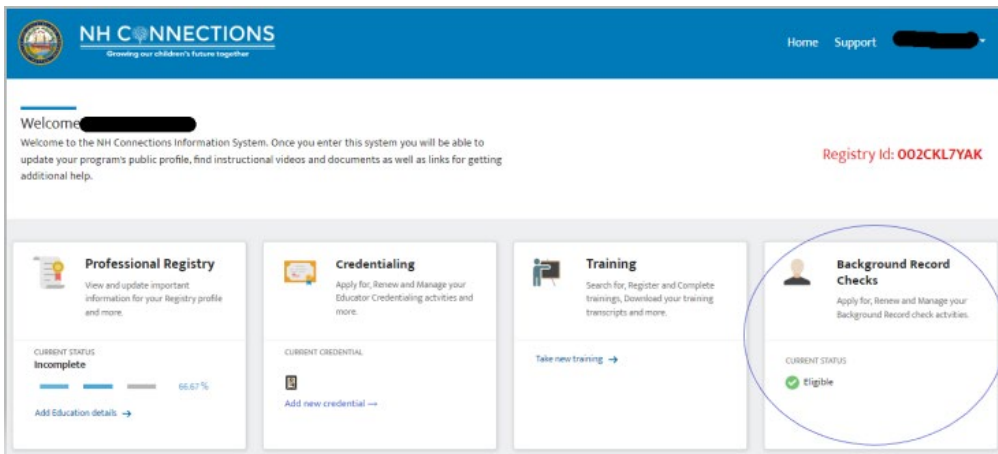 NH CONNECTIONS
Growing our children's future together
Home Support
Welcome
Welcome to the NH Connections Information System. Once you enter this system you will be able to
update your program's public profile, find instructional videos and documents as well as links for getting
additional help.
Registry Id: 002CKL7YAK
Professional Registry
View and update important
information for your Registry profile
and more.
CURRENT STATUS
Incomplete
66.67%
Add Education details →
Credentialing
Apply for, Renew and Manage your
Educator Credentialing actvities and
more.
CURRENT CREDENTIAL
Add new credential →
Training
Search for, Register and Complete
trainings, Download your training
transcripts and more.
Take new training →
Background Record
Checks
Apply for, Renew and Manage your
Background Record check actvities.
CURRENT STATUS
Eligible